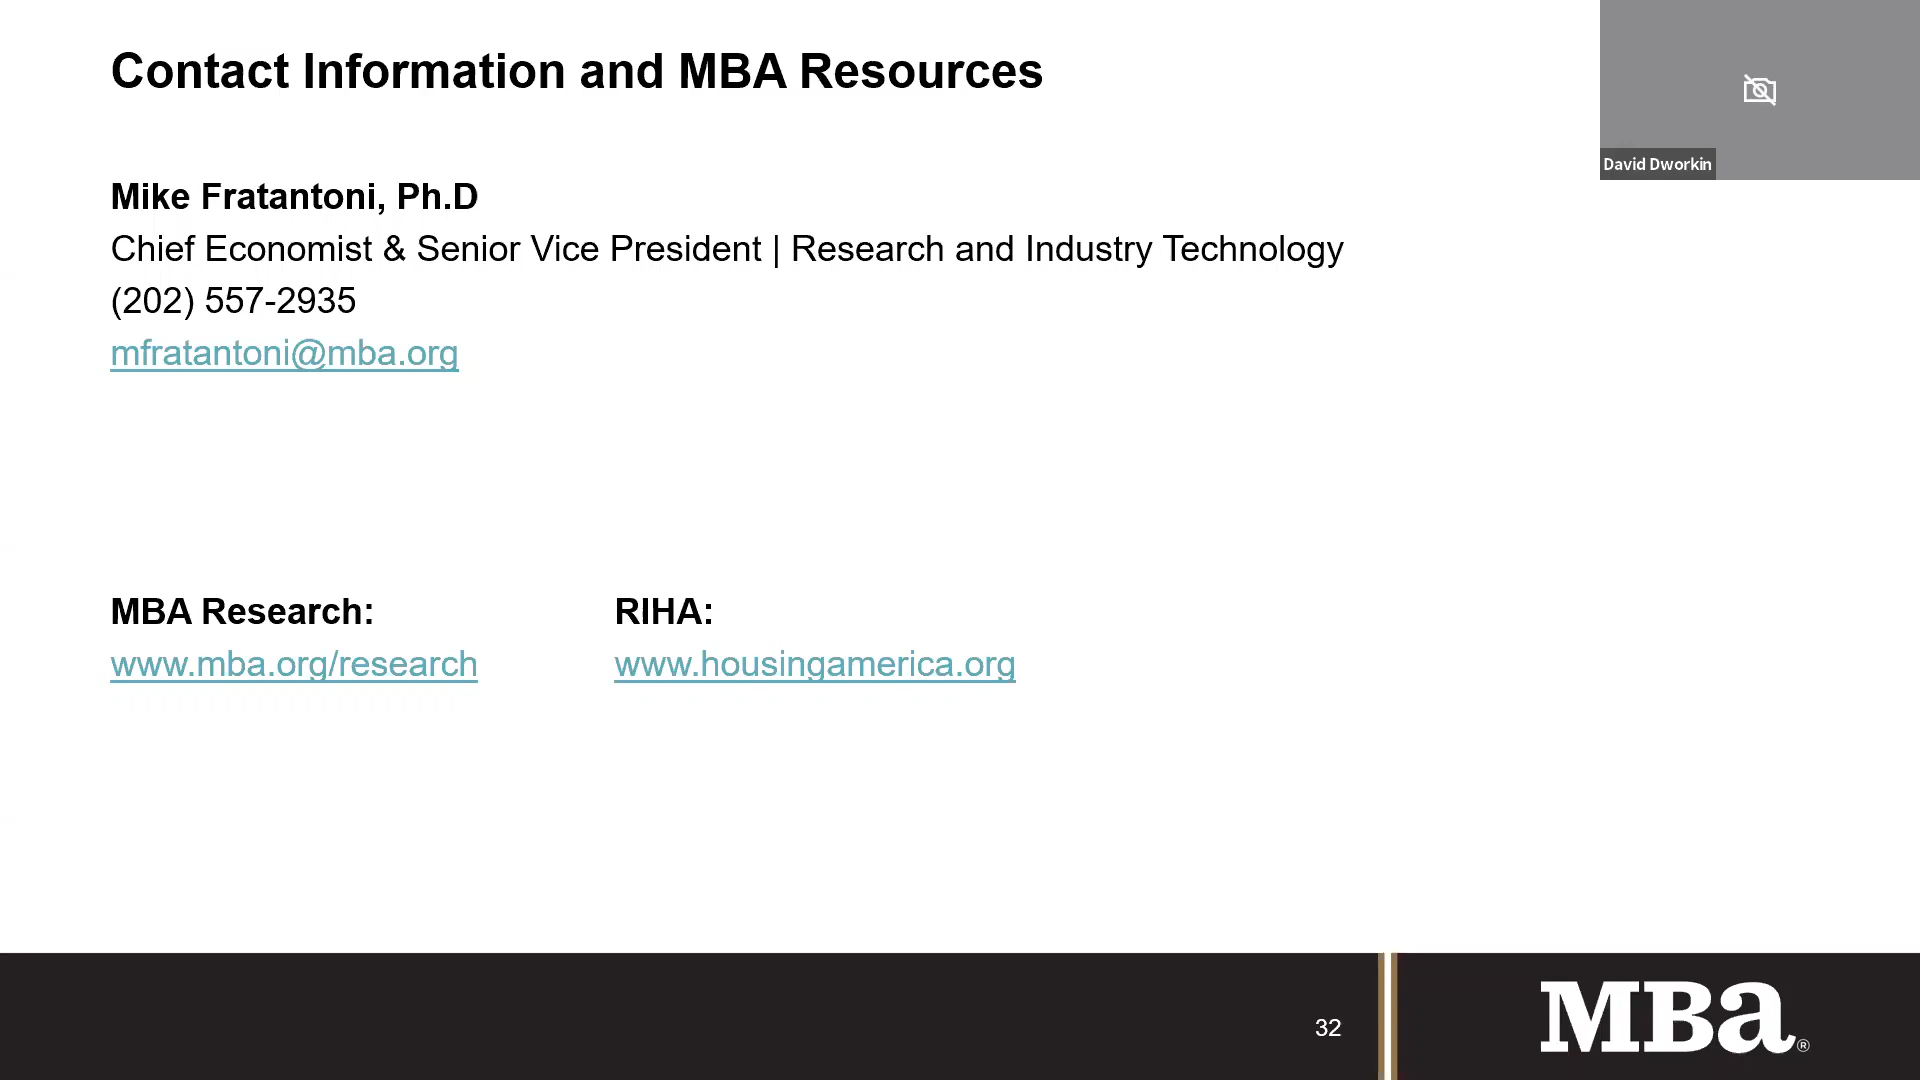 Contact Information and MBA Resources
David Dworkin
Mike Fratantoni, Ph.D
Chief Economist & Senior Vice President | Research and Industry Technology
(202) 557-2935
mfratantoni@mba.org
MBA Research:
www.mba.org/research
RIHA:
www.housingamerica.org
32
MBa®